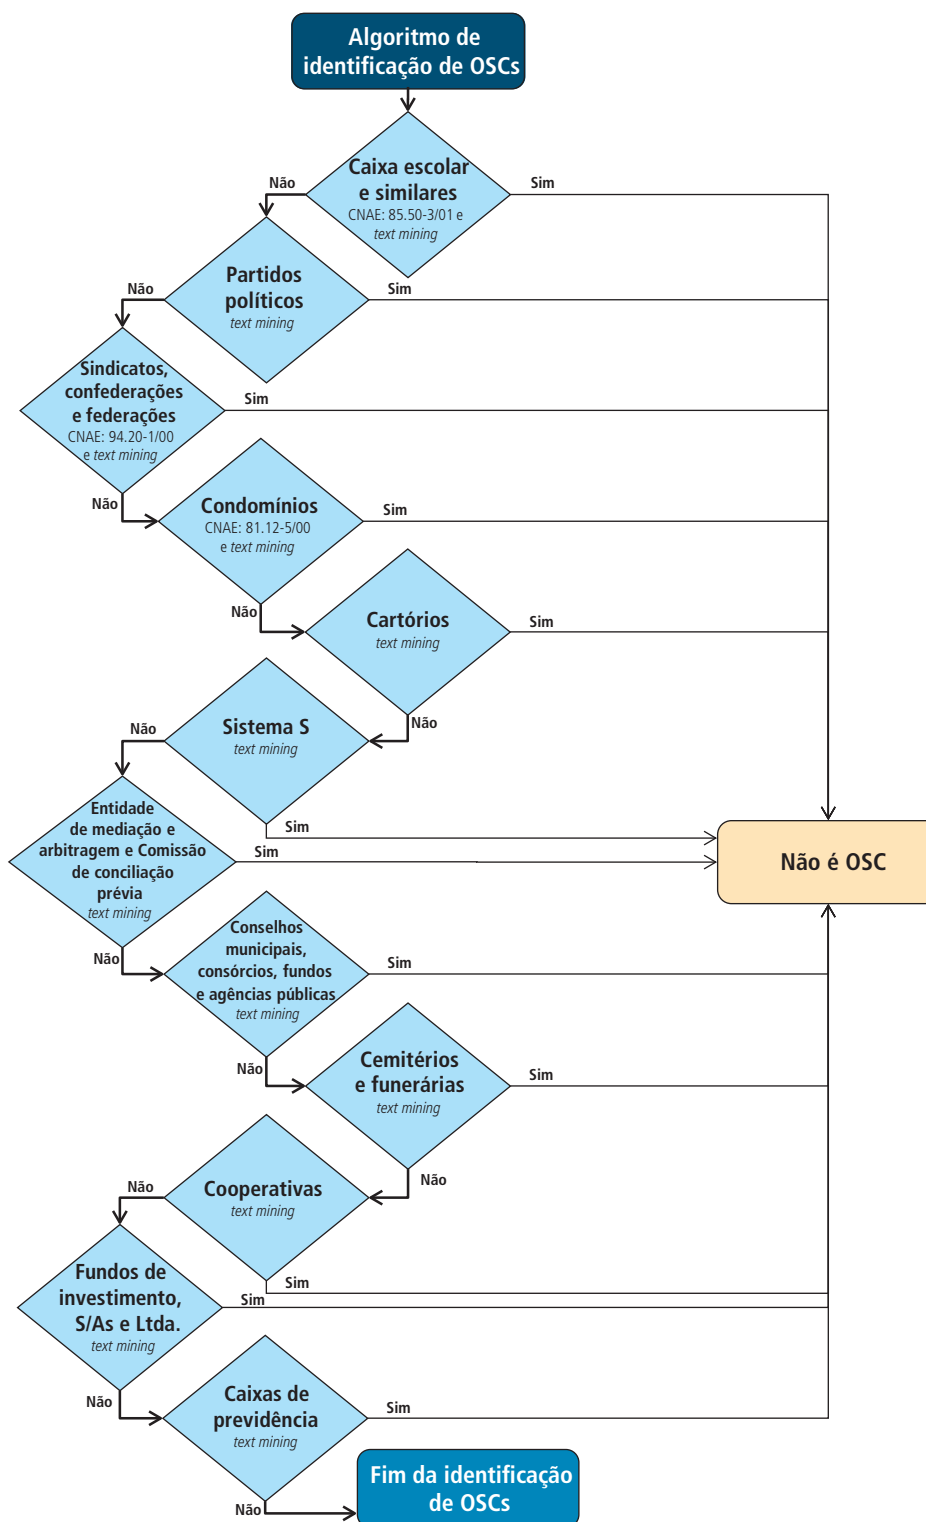 Algoritmo de
identificação de OSCs
Caixa escolar
e similares
CNAE: 85.50-3/01 e
text mining
Não
Sim
Partidos
políticos
text mining
Não
Sim
Sindicatos,
confederações
e federações
CNAE: 94.20-1/00
e text mining
Sim
Não
Condomínios
CNAE: 81.12-5/00
e text mining
Sim
Não
Cartórios
text mining
Sim
Não
Sistema S
text mining
Não
Sim
Entidade
de mediação e
arbitragem e Comissão
de conciliação
prévia
text mining
Sim
Não é OSC
Não
Conselhos
municipais,
consórcios, fundos
e agências públicas
text mining
Sim
Não
Cemitérios
e funerárias
text mining
Sim
Não
Cooperativas
text mining
Não
Sim
Fundos de
investimento,
S/As e Ltda.
text mining
Sim
Não
Caixas de
previdência
text mining
Sim
Não
Fim da identificação
de OSCs